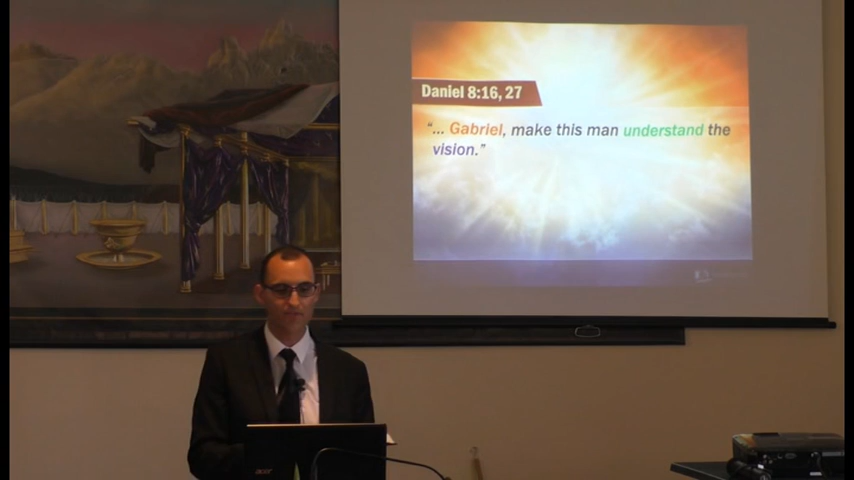 Daniel 8:16, 27
“... Gabriel, make this man understand the
vision.”
acer